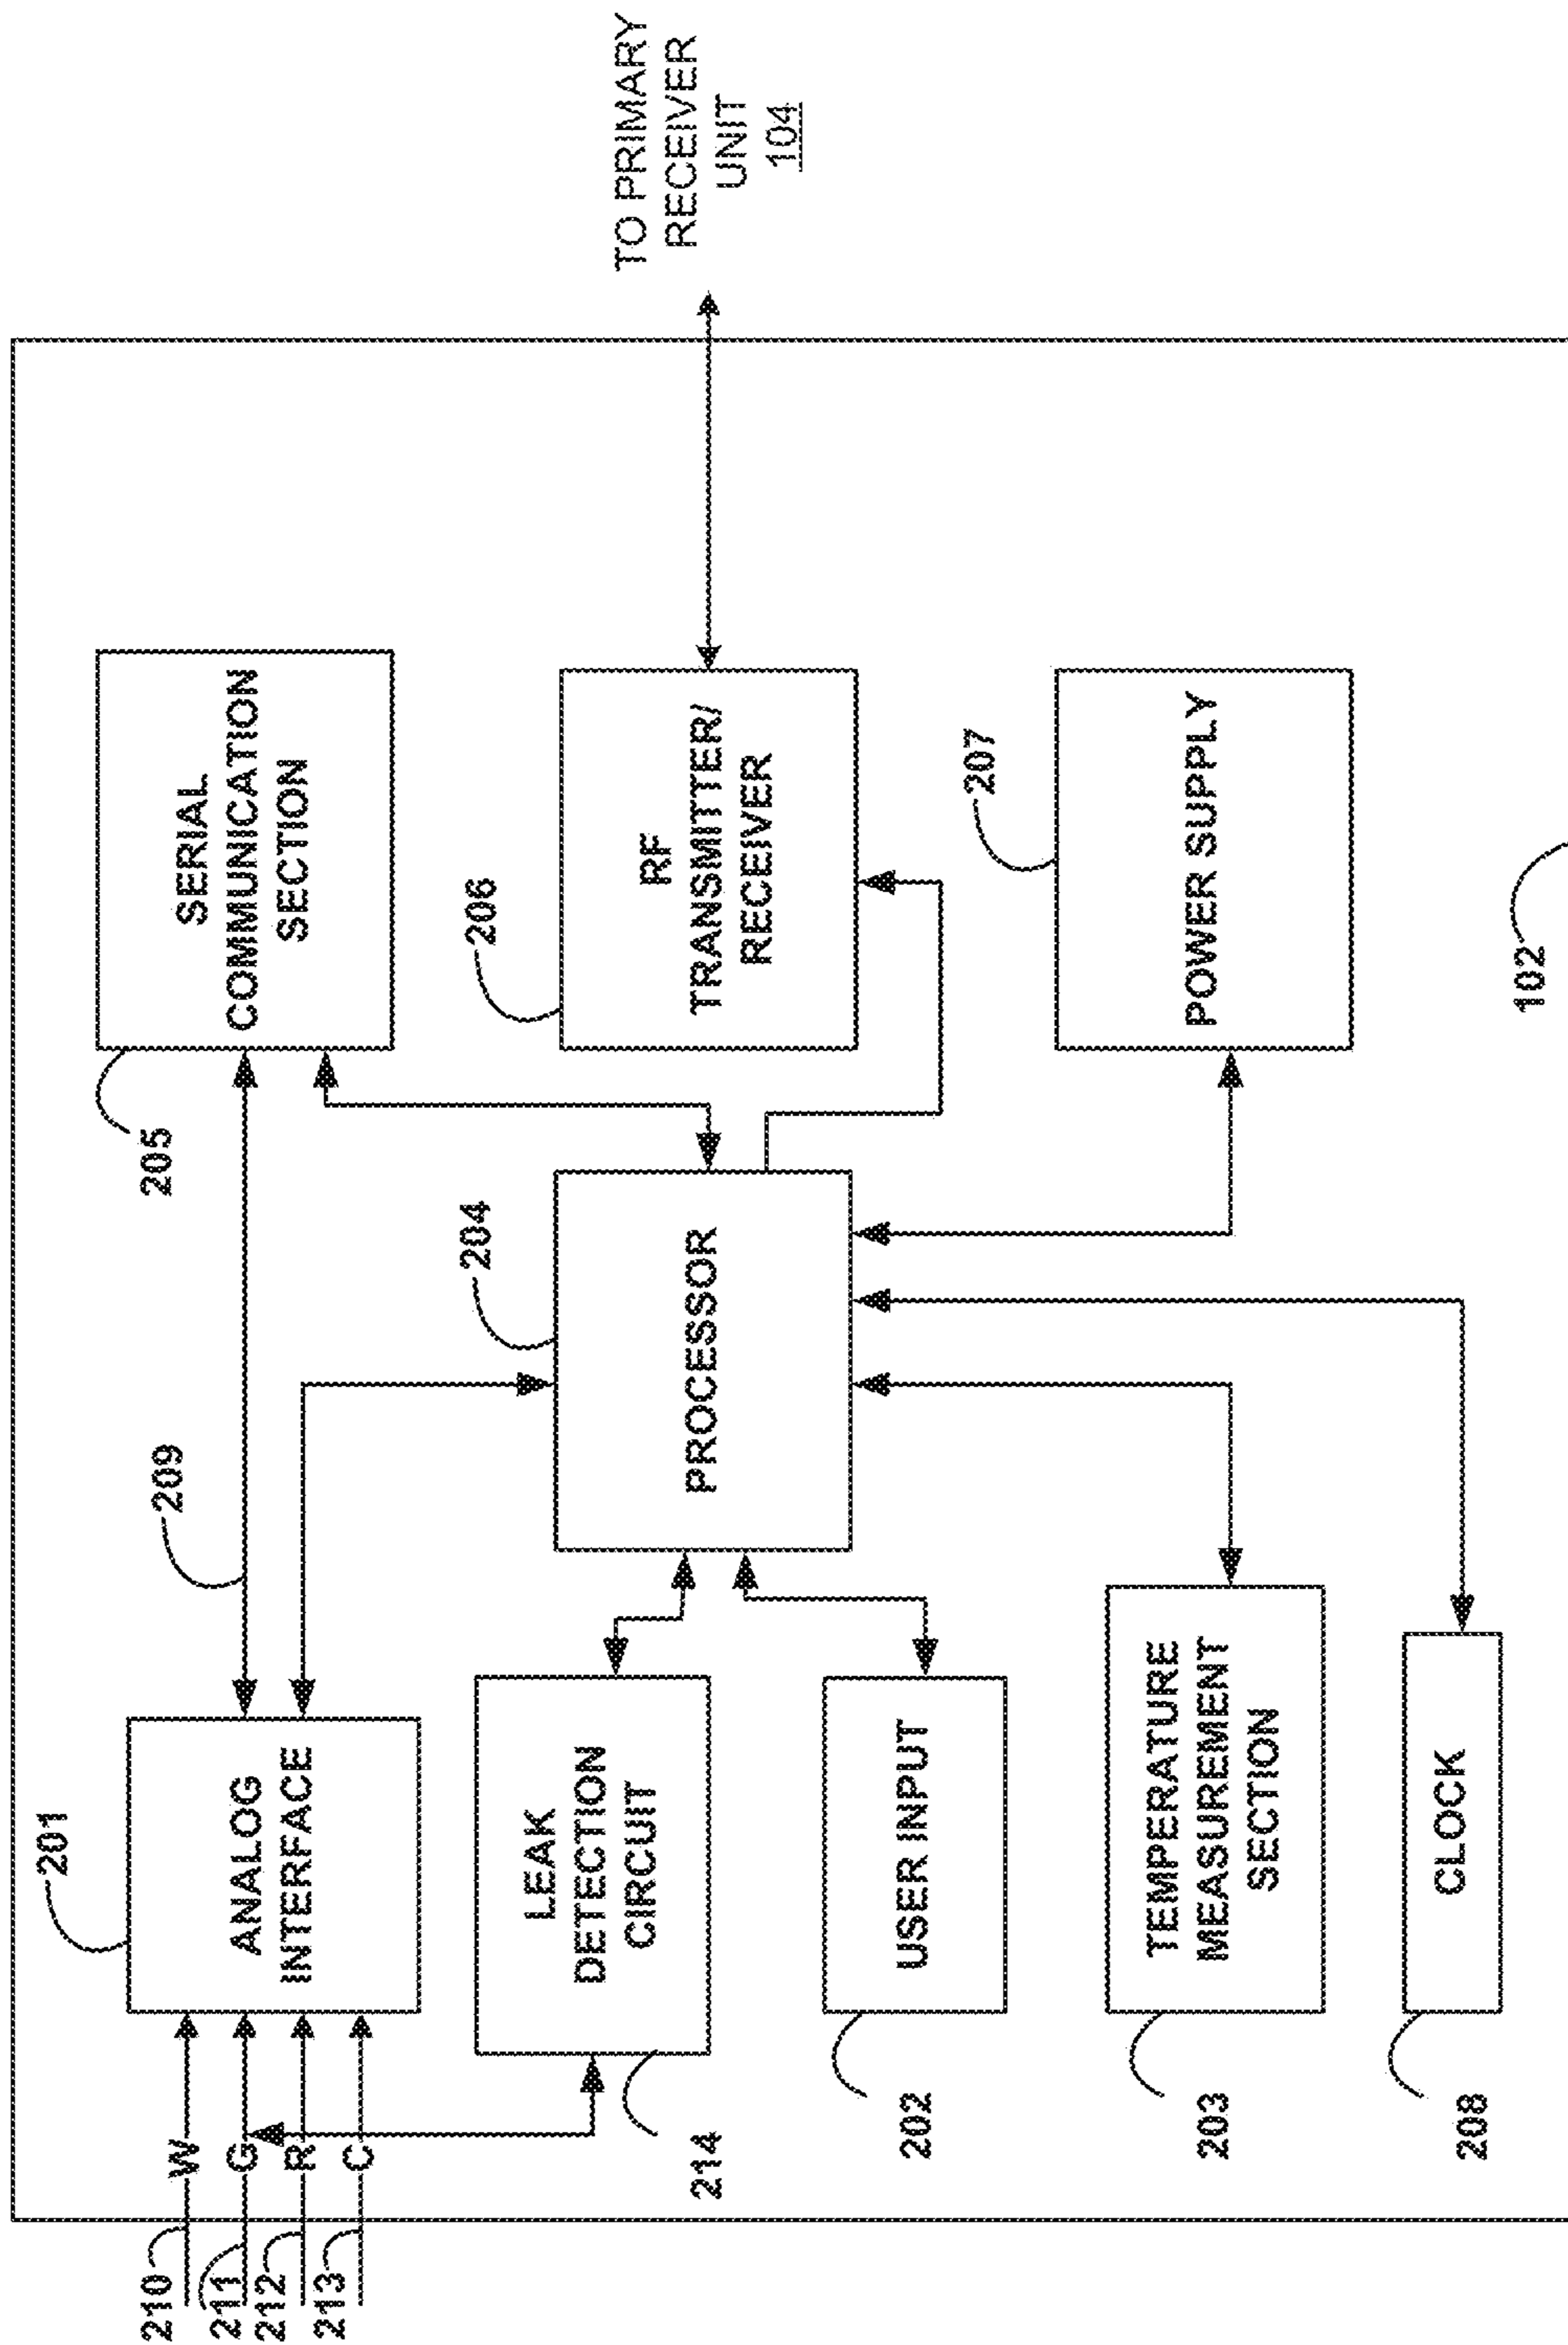 210
W
211
G
212
R
213
C
201
ANALOG
INTERFACE
209
205
SERIAL
COMMUNICATION
SECTION
214
LEAK
DETECTION
CIRCUIT
204
PROCESSOR
206
RF
TRANSMITTER/
RECEIVER
TO PRIMARY
RECEIVER
UNIT
104
202
USER INPUT
203
TEMPERATURE
MEASUREMENT
SECTION
207
POWER SUPPLY
208
CLOCK
102